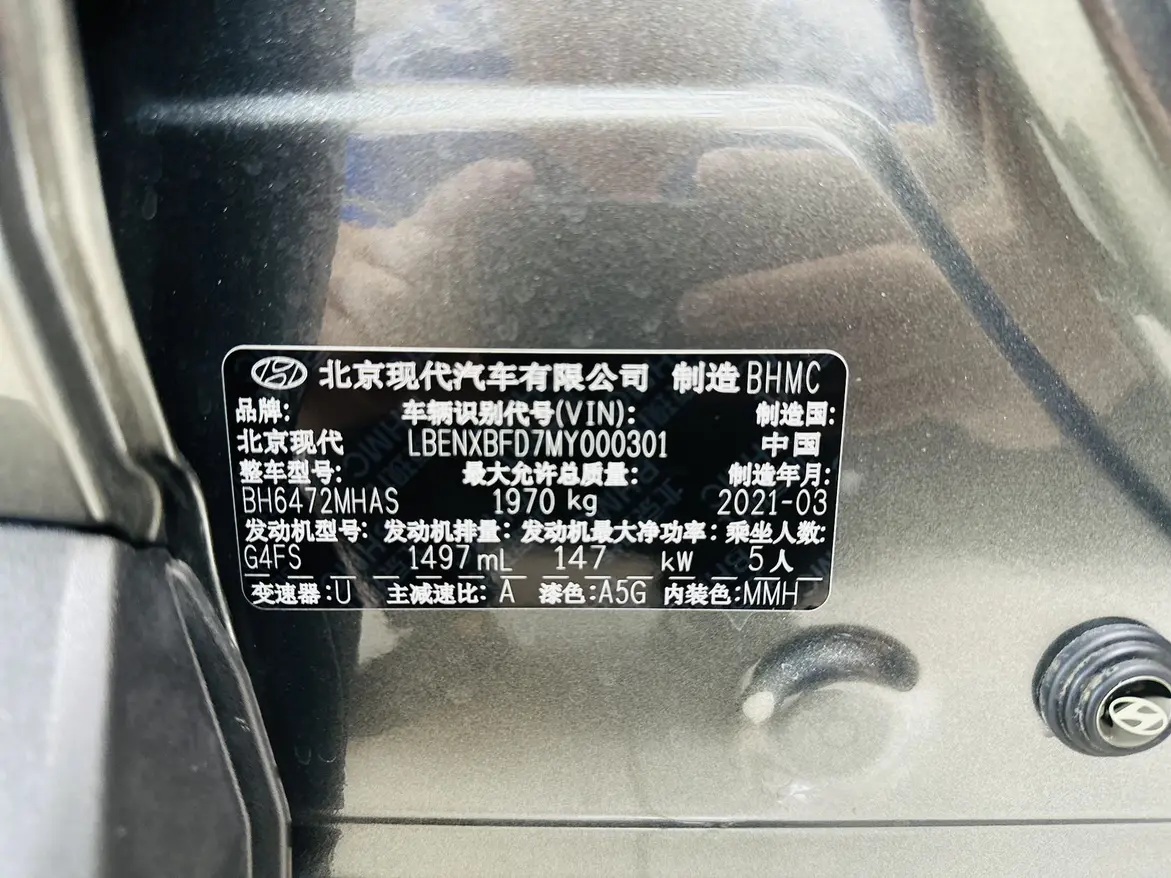 北京现代汽车有限公司 制造 BHMC
品牌: 车辆识别代号(VIN): 制造国:
北京现代 LBENXBFD7MY000301 中国
整车型号: 最大允许总质量: 制造年月:
BH6472MHAS 1970 kg 2021-03
发动机型号: 发动机排量: 发动机最大净功率: 乘坐人数:
G4FS 1497 mL 147 kW 5 人
变速器:U 主减速比: A 漆色:A5G 内装色:MMH